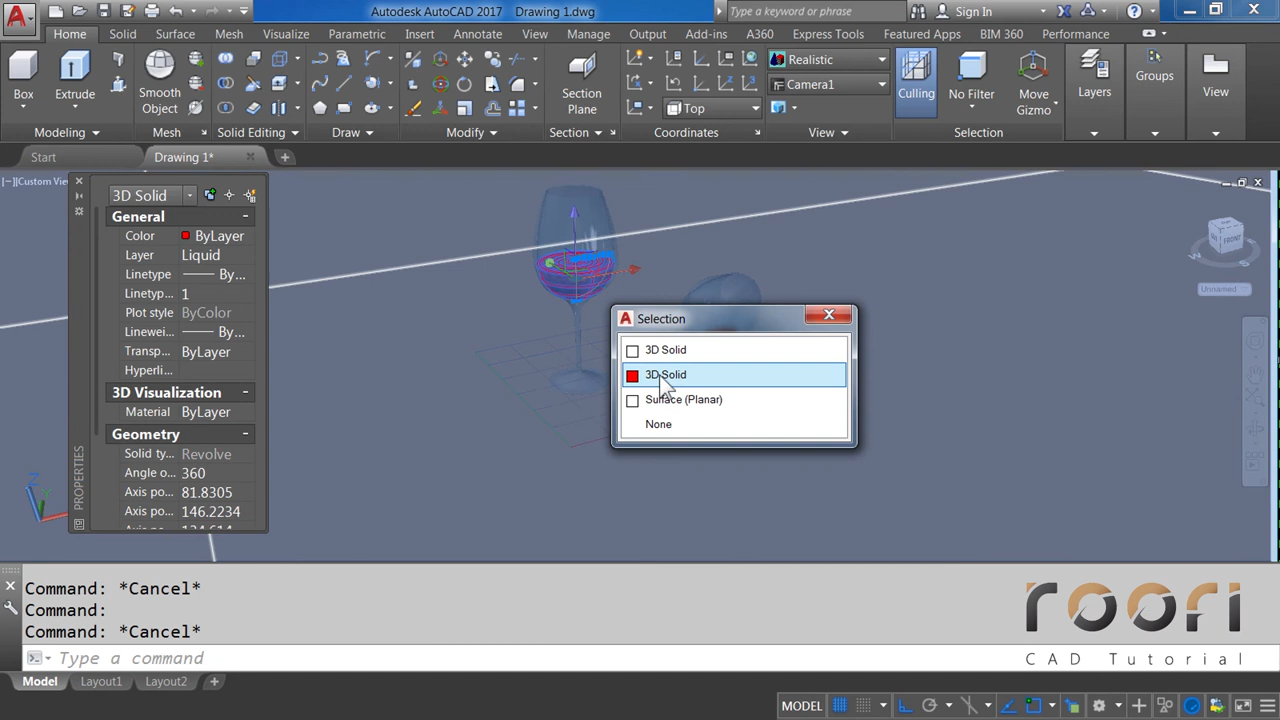 Autodesk AutoCAD 2017 Drawing 1.dwg
Type a keyword or phrase
Sign In
Home Solid Surface Mesh Visualize Parametric Insert Annotate View Manage Output Add-ins A360 Express Tools Featured Apps BIM 360 Performance
Box
Extrude
Smooth
Object
Section
Plane
Top
Realistic
Camera1
Culling
No Filter
Move
Gizmo
Layers
Groups
View
Modeling Mesh Solid Editing Draw Modify Section Coordinates View Selection
Start Drawing 1*
[−][Custom Vie
3D Solid
General
Color ByLayer
Layer Liquid
Linetype By...
Linetyp... 1
Plot style ByColor
Linewei... By...
Transp... ByLayer
Hyperli...
3D Visualization
Material ByLayer
Geometry
Solid ty... Revolve
Angle o... 360
Axis po... 81.8305
Axis po... 146.2234
PROPERTIES
Z
FRONT
Unnamed
Selection
3D Solid
3D Solid
Surface (Planar)
None
Command: *Cancel*
Command:
Command: *Cancel*
Type a command
roori
CAD Tutorial
Model Layout1 Layout2
MODEL